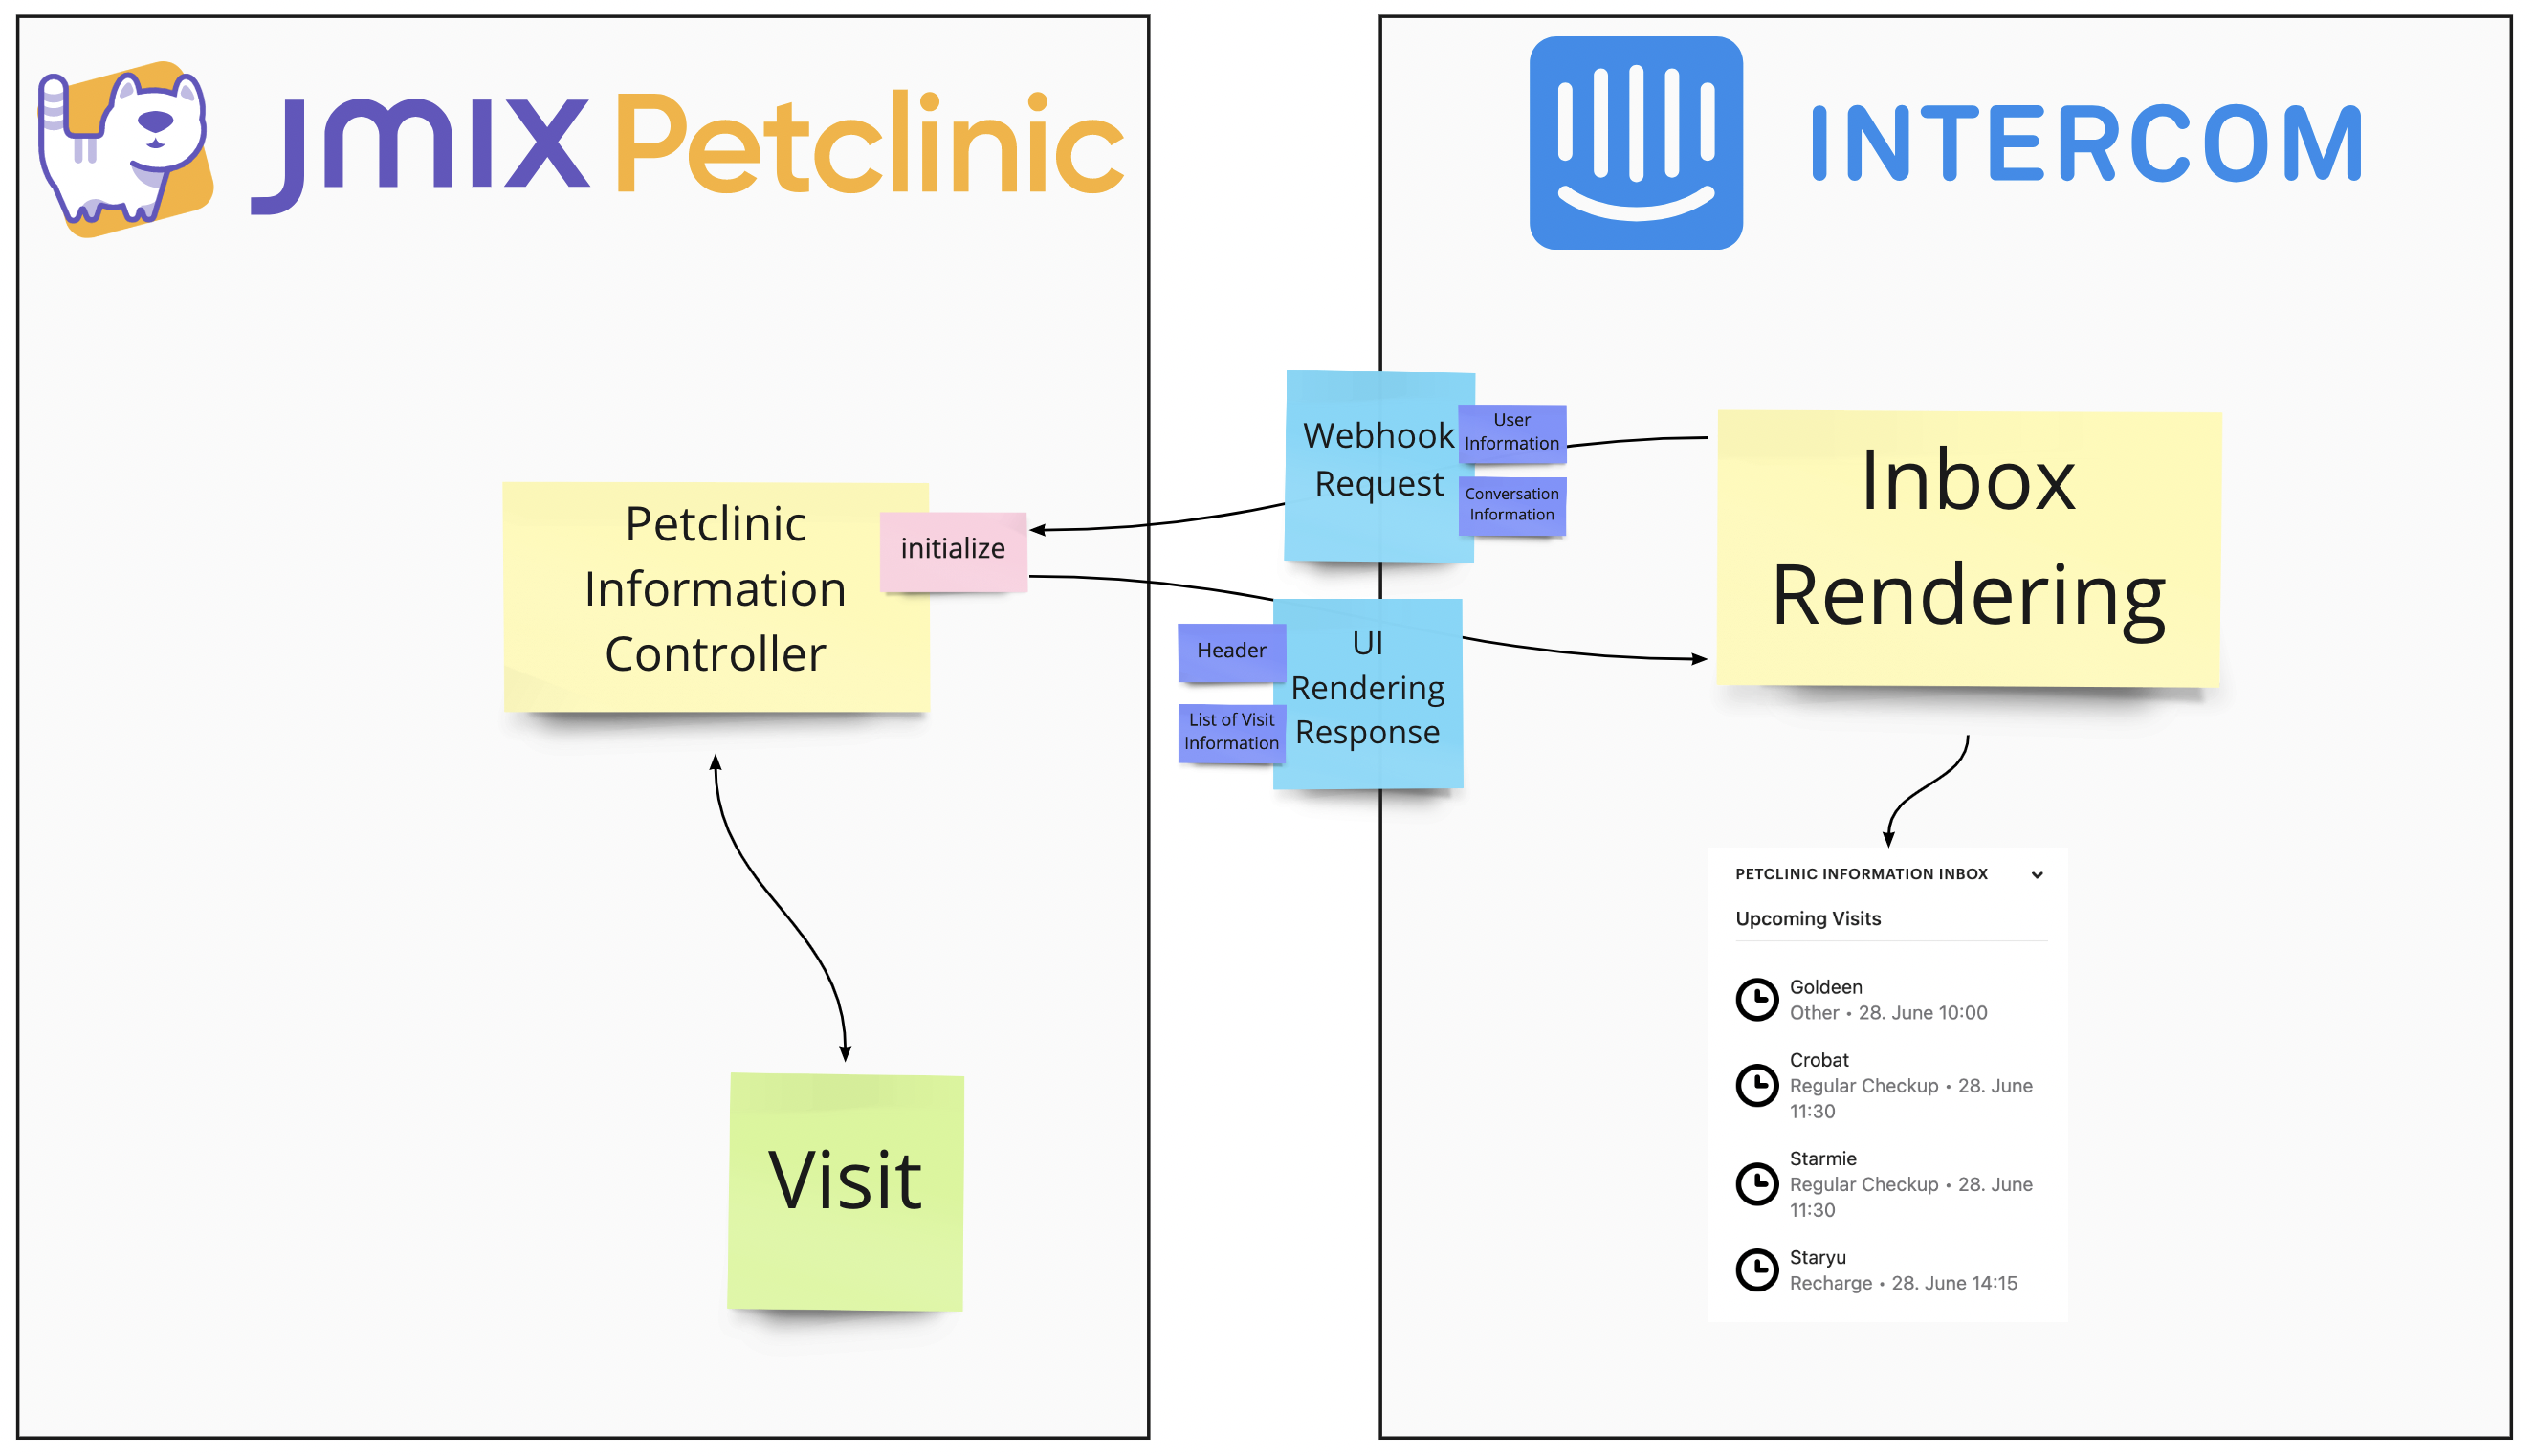 JMIX Petclinic
INTERCOM
Petclinic
Information
Controller
initialize
Webhook
Request
User
Information
Conversation
Information
Header
List of Visit
Information
UI
Rendering
Response
Inbox
Rendering
Visit
PETCLINIC INFORMATION INBOX
Upcoming Visits
Goldeen
Other • 28. June 10:00
Crobat
Regular Checkup • 28. June
11:30
Starmie
Regular Checkup • 28. June
11:30
Staryu
Recharge • 28. June 14:15